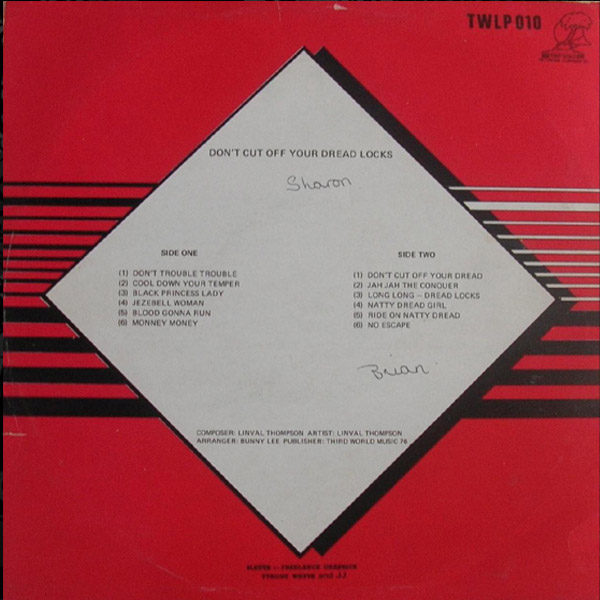 TWLP 010
DON'T CUT OFF YOUR DREAD LOCKS
Sharon
SIDE ONE
(1) DON'T TROUBLE TROUBLE
(2) COOL DOWN YOUR TEMPER
(3) BLACK PRINCESS LADY
(4) JEZEBELL WOMAN
(5) BLOOD GONNA RUN
(6) MONNEY MONEY
SIDE TWO
(1) DON'T CUT OFF YOUR DREAD
(2) JAH JAH THE CONQUER
(3) LONG LONG – DREAD LOCKS
(4) NATTY DREAD GIRL
(5) RIDE ON NATTY DREAD
(6) NO ESCAPE
Brian
COMPOSER: LINVAL THOMPSON ARTIST: LINVAL THOMPSON
ARRANGER: BUNNY LEE PUBLISHER: THIRD WORLD MUSIC 76